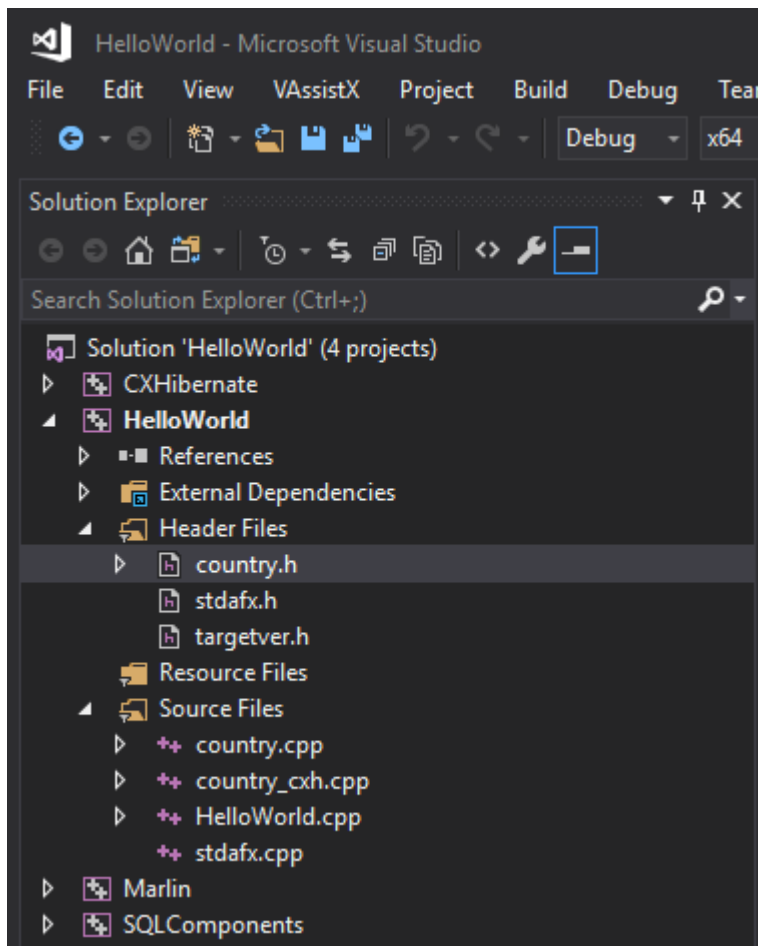 HelloWorld - Microsoft Visual Studio
File Edit View VAssistX Project Build Debug
Debug x64
Solution Explorer
Search Solution Explorer (Ctrl+;)
Solution 'HelloWorld' (4 projects)
CXHibernate
HelloWorld
References
External Dependencies
Header Files
country.h
stdafx.h
targetver.h
Resource Files
Source Files
country.cpp
country_cxh.cpp
HelloWorld.cpp
stdafx.cpp
Marlin
SQLComponents